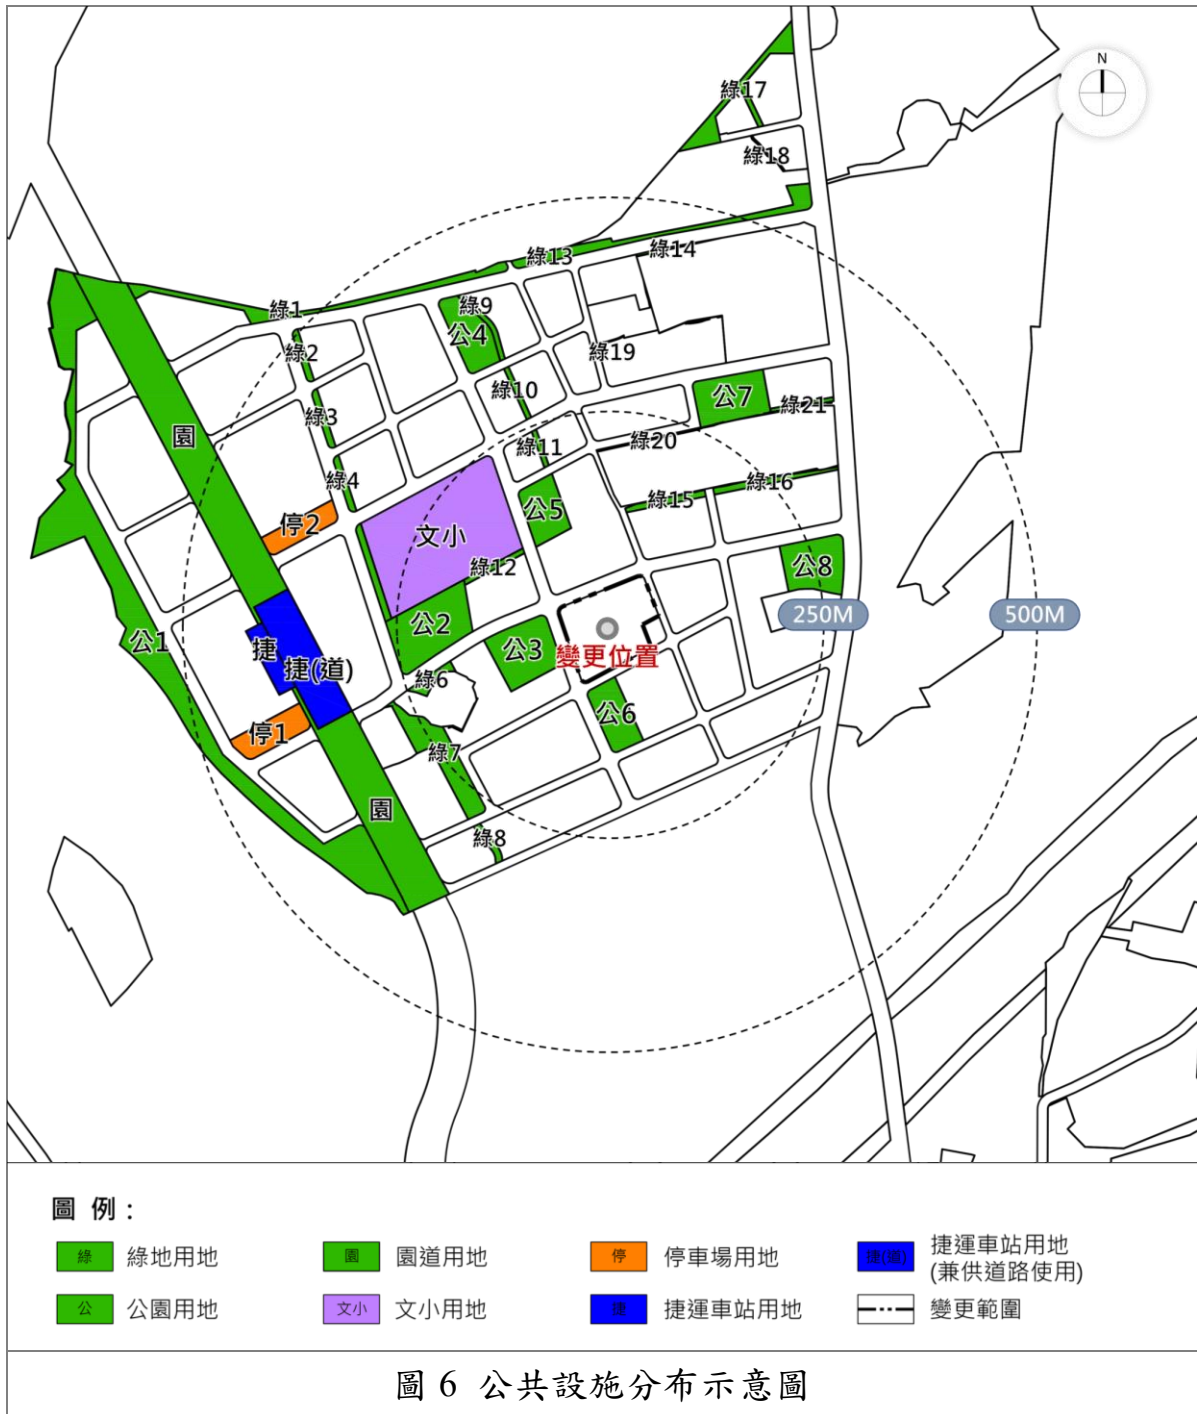 N
綠17
綠18
綠13
綠14
綠1
綠9
公4
綠2
綠19
綠10
公7
綠21
綠3
園
綠20
綠11
綠4
綠16
綠15
公5
停2
文小
綠12
公8
公2
250M
500M
公1
捷
捷(道)
公3
變更位置
綠6
公6
停1
綠7
園
綠8
圖 例：
綠 綠地用地
園 園道用地
停 停車場用地
捷(道) 捷運車站用地
(兼供道路使用)
公 公園用地
文小 文小用地
捷 捷運車站用地
變更範圍
圖 6 公共設施分布示意圖